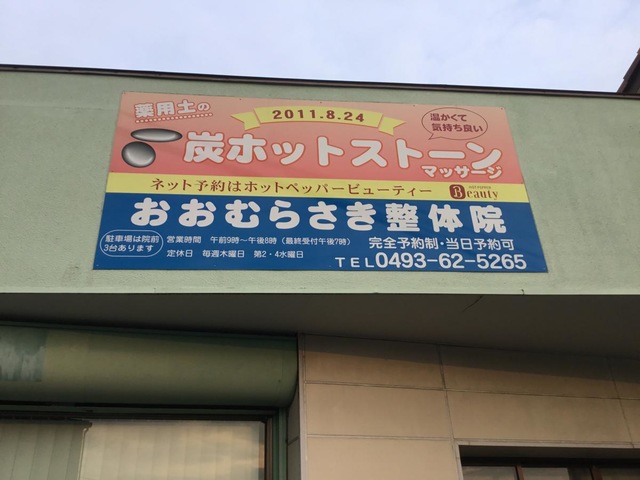 薬用土の
2011.8.24
温かくて
気持ち良い
炭ホットストーン
マッサージ
ネット予約はホットペッパービューティー
HOT PEPPER
Beauty
おおむらさき整体院
駐車場は院前
3台あります
営業時間 午前9時～午後8時（最終受付午後7時）
定休日 毎週木曜日 第2・4水曜日
完全予約制・当日予約可
TEL0493-62-5265